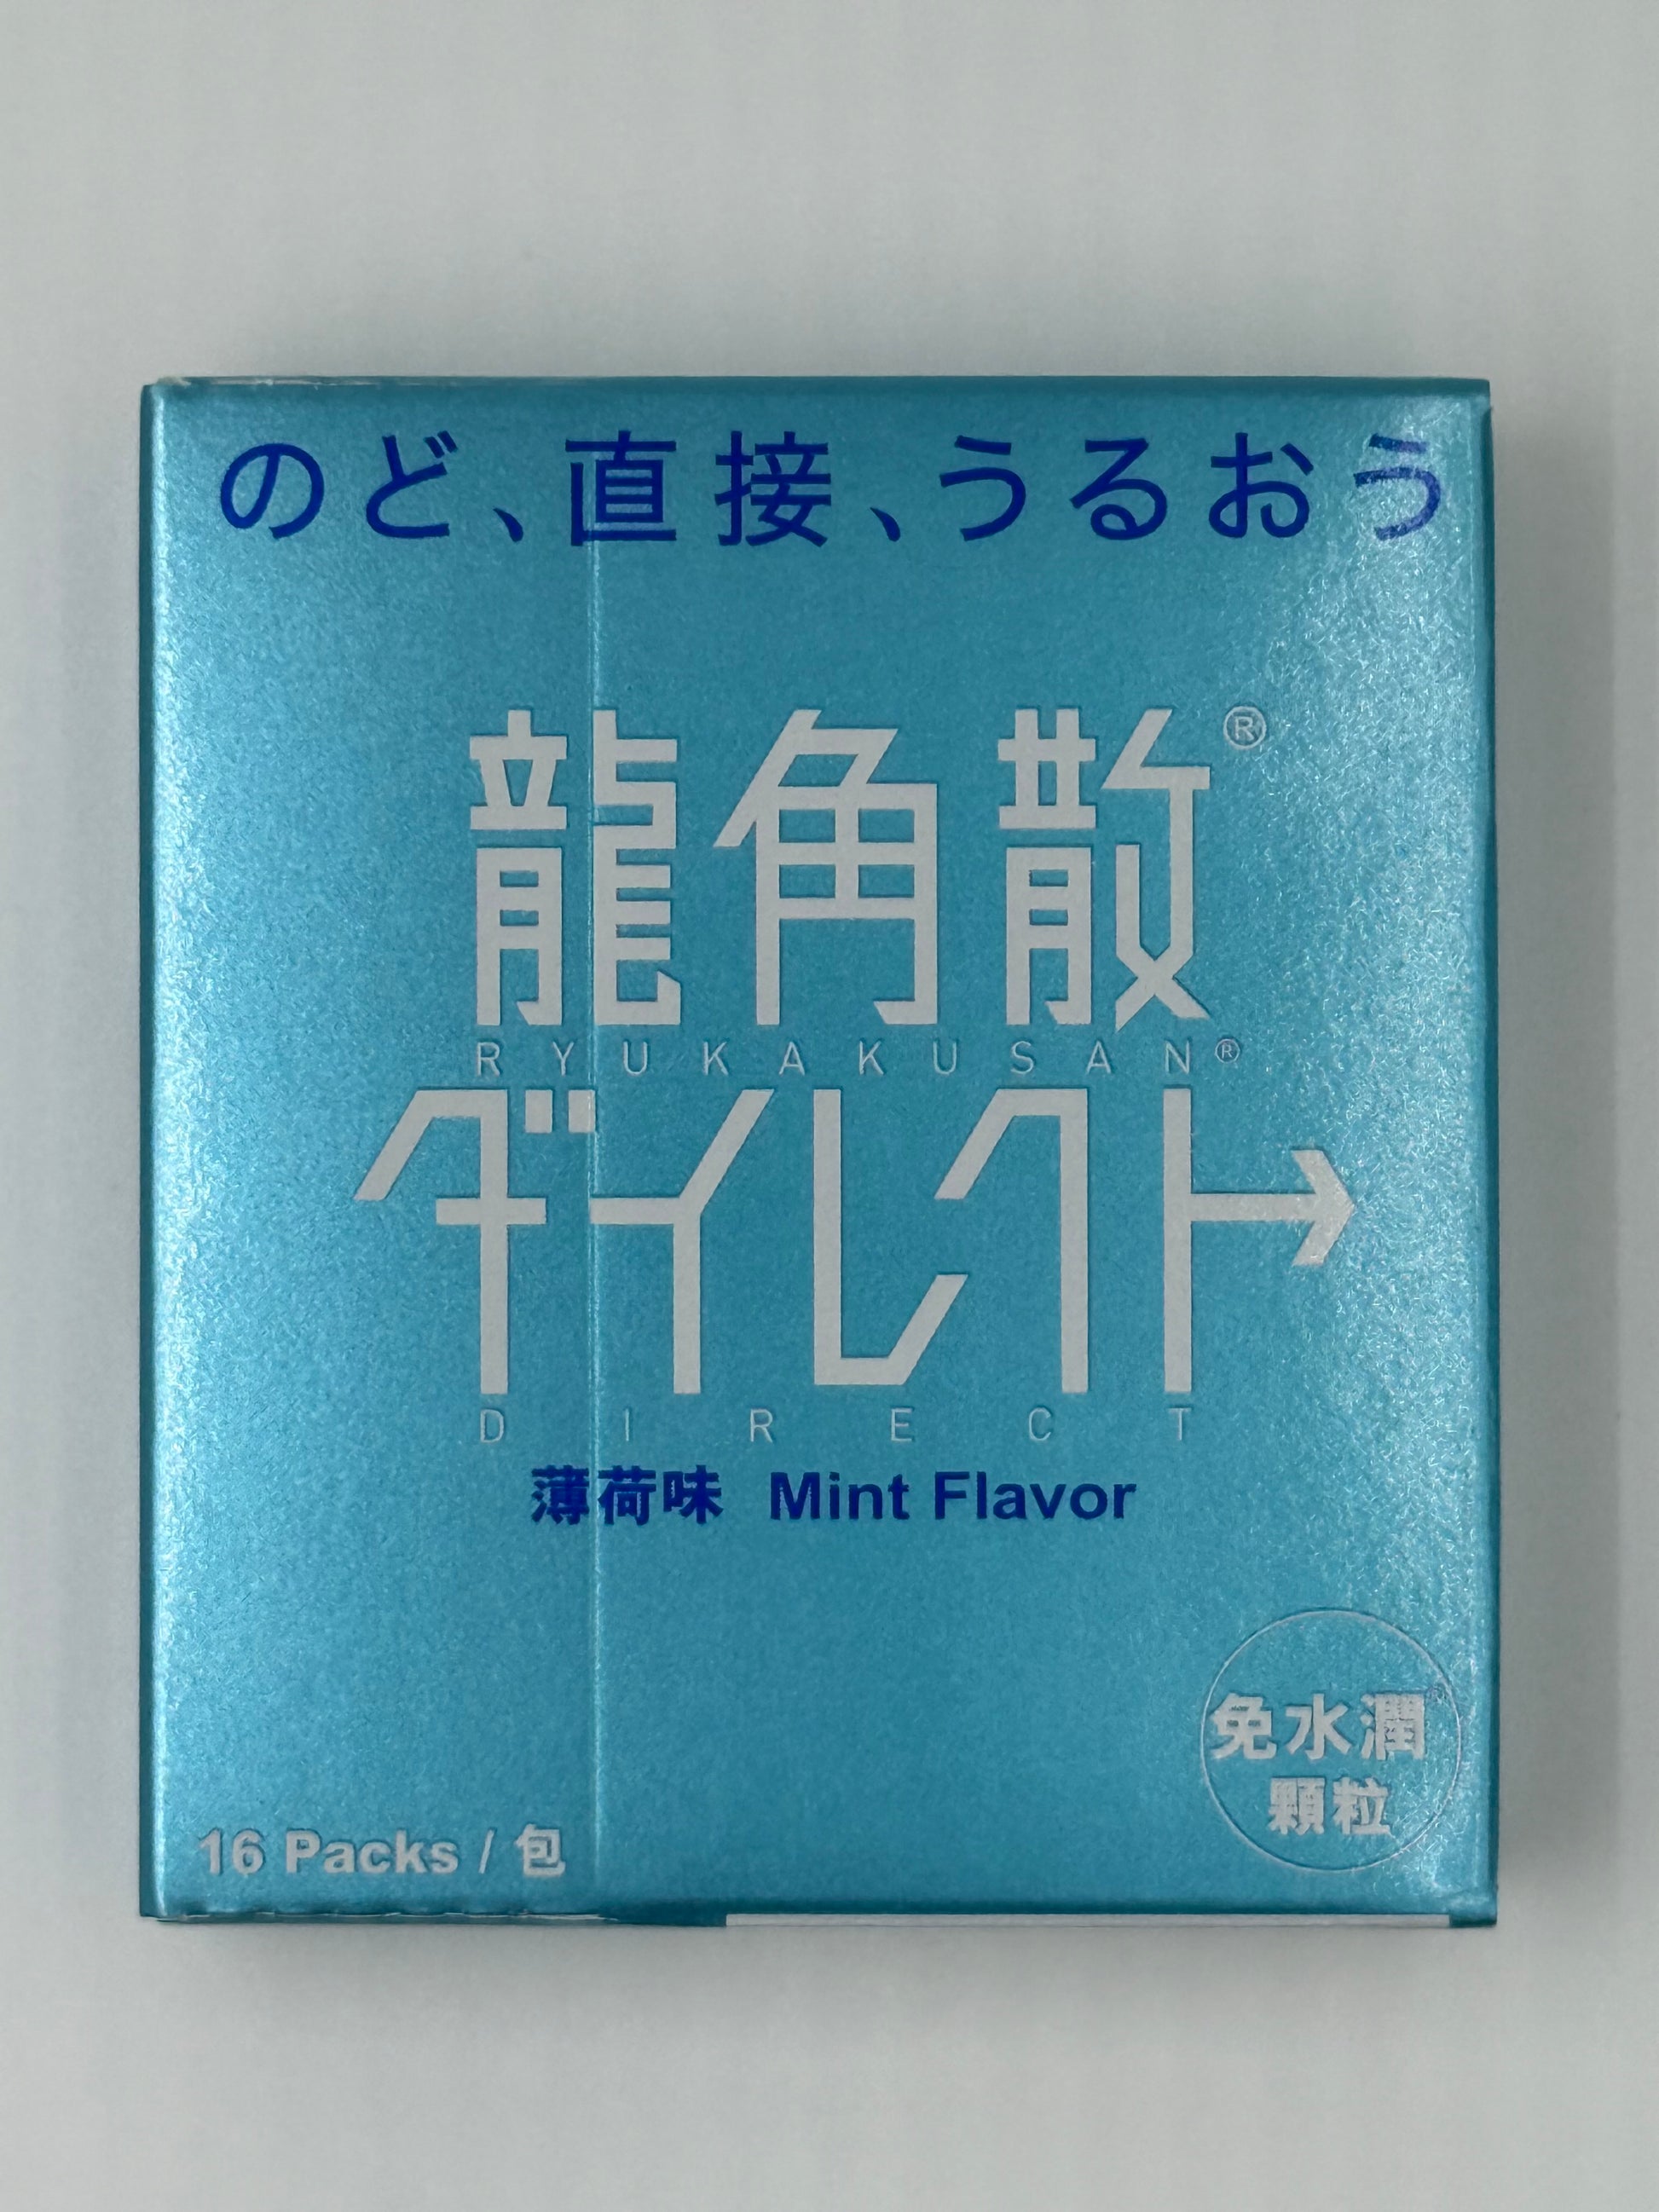 のど、直接、うるおう
龍角散®
RYUKAKUSAN®
ダイレクト
DIRECT
薄荷味 Mint Flavor
免水潤®
顆粒
16 Packs / 包